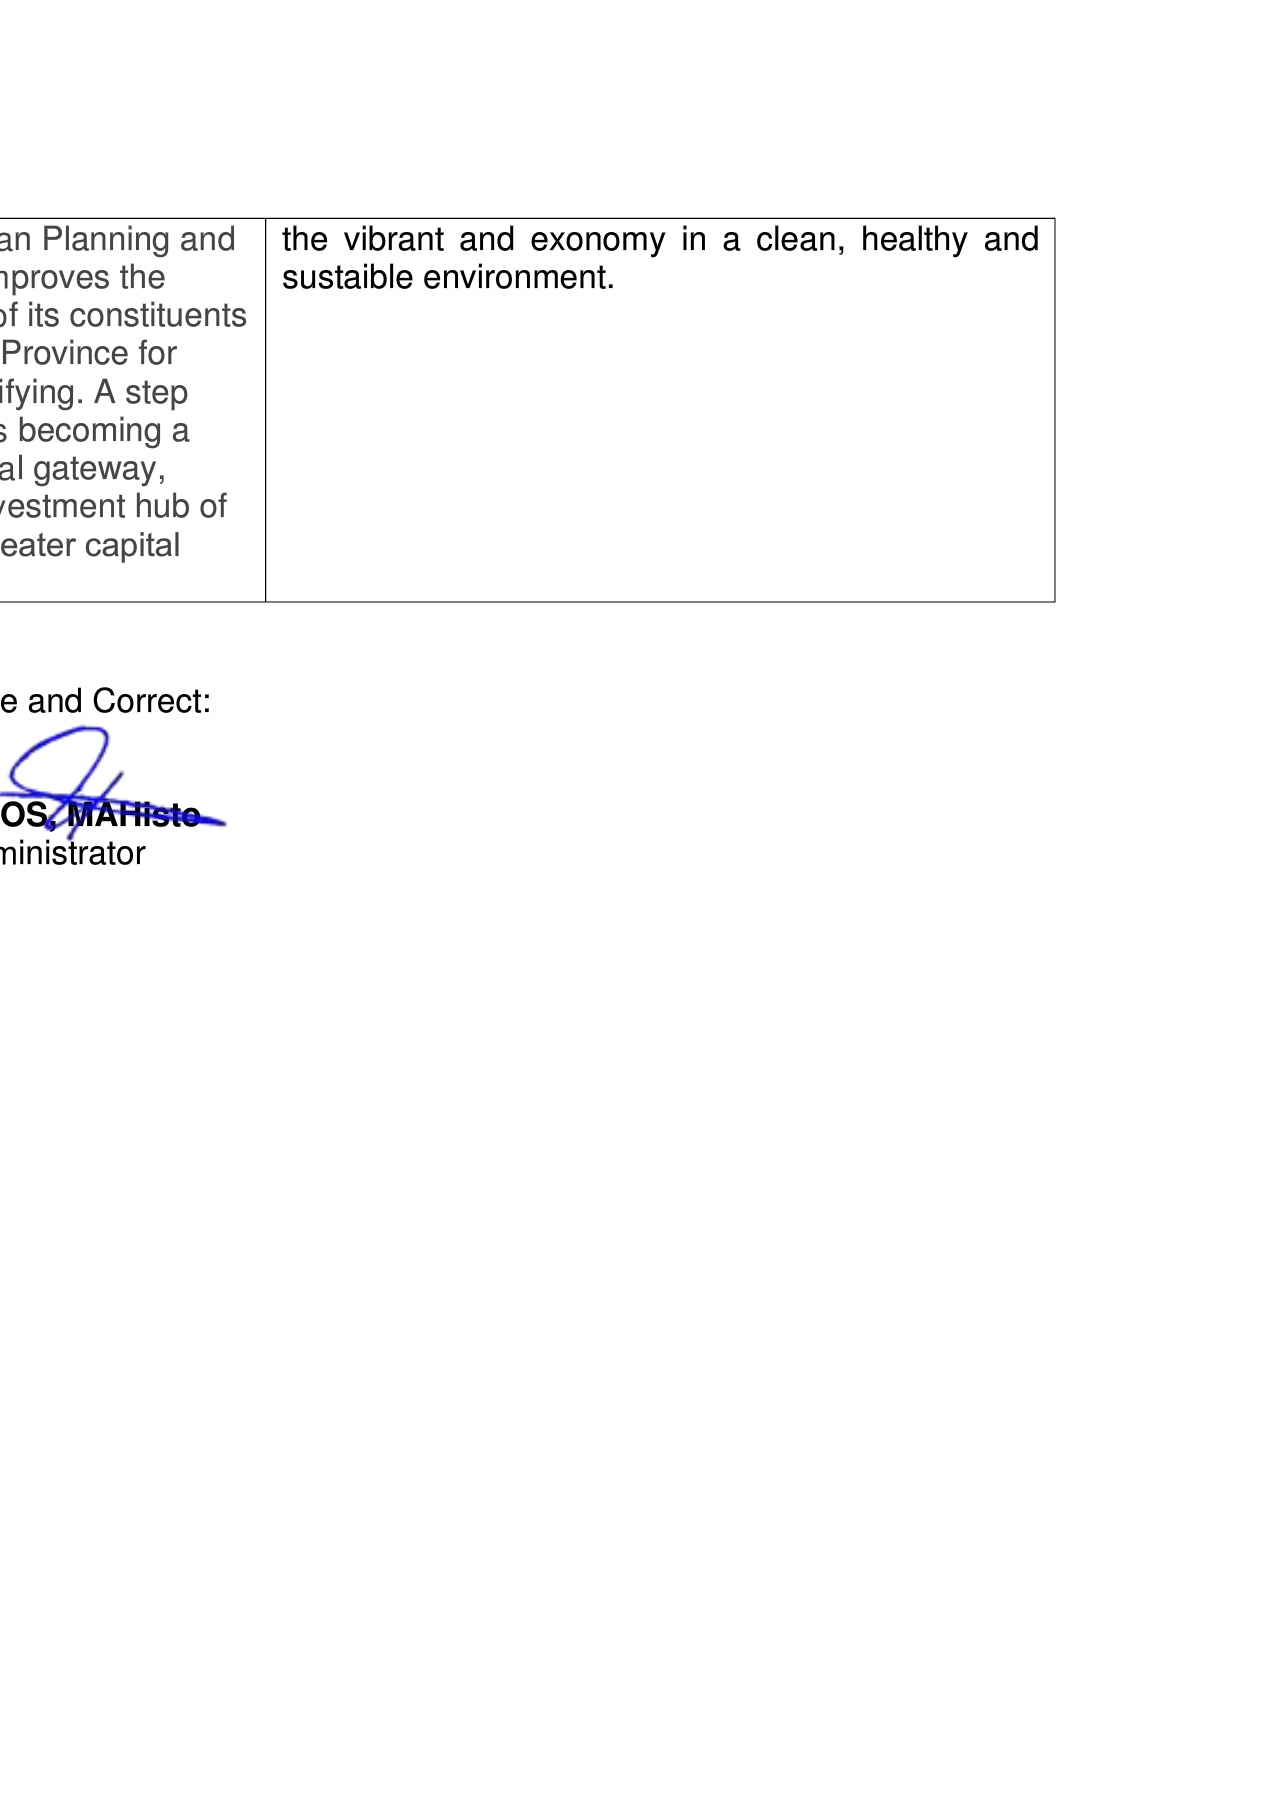 an Planning and
mproves the
of its constituents
Province for
ifying. A step
s becoming a
al gateway,
vestment hub of
eater capital
the vibrant and exonomy in a clean, healthy and
sustaible environment.
e and Correct:
OS, MAHisto
ministrator